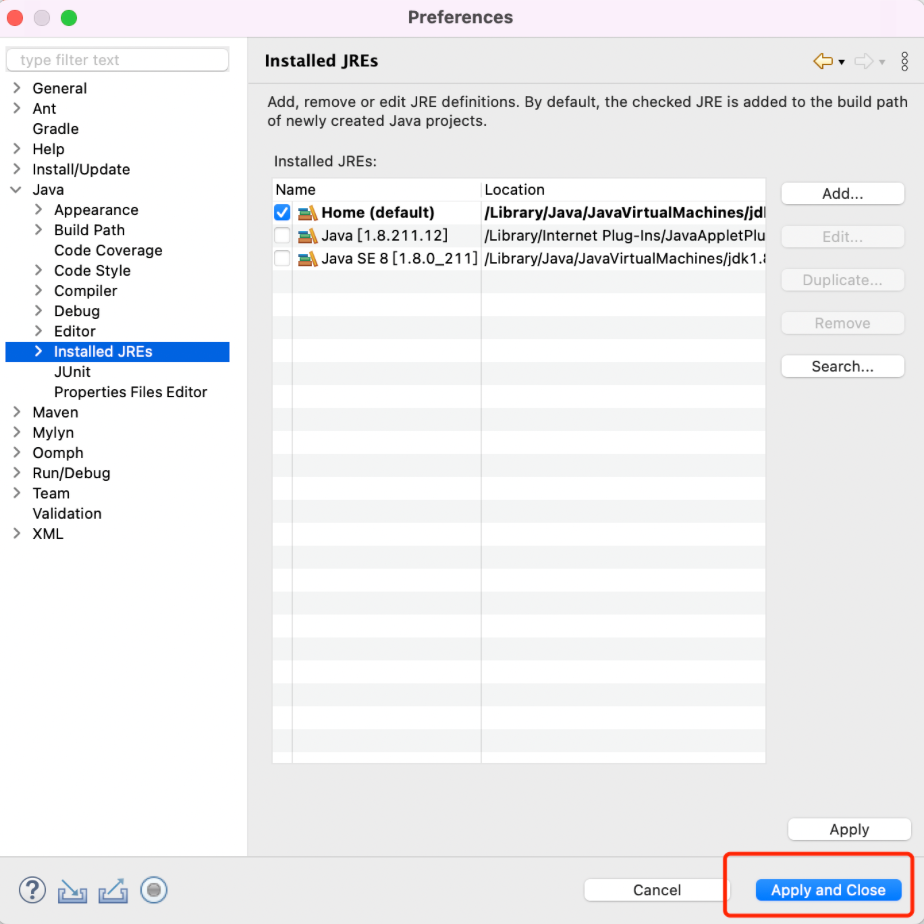 Preferences
type filter text
General
Ant
Gradle
Help
Install/Update
Java
Appearance
Build Path
Code Coverage
Code Style
Compiler
Debug
Editor
Installed JREs
JUnit
Properties Files Editor
Maven
Mylyn
Oomph
Run/Debug
Team
Validation
XML
Installed JREs
Add, remove or edit JRE definitions. By default, the checked JRE is added to the build path
of newly created Java projects.
Installed JREs:
Name Location
Home (default) /Library/Java/JavaVirtualMachines/jdk
Java [1.8.211.12] /Library/Internet Plug-Ins/JavaAppletPlu
Java SE 8 [1.8.0_211] /Library/Java/JavaVirtualMachines/jdk1.8
Add...
Edit...
Duplicate...
Remove
Search...
Apply
?
Cancel
Apply and Close